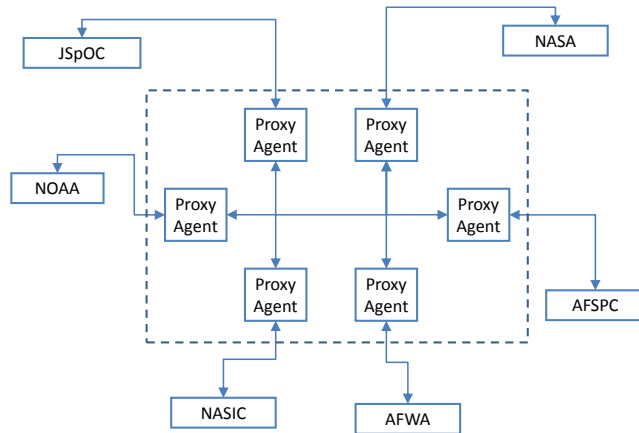 JSpOC
NASA
Proxy
Agent
Proxy
Agent
NOAA
Proxy
Agent
Proxy
Agent
Proxy
Agent
Proxy
Agent
AFSPC
NASIC
AFWA